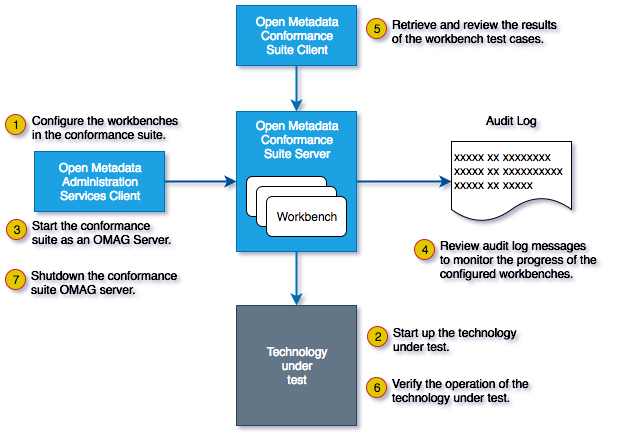 Open Metadata
Conformance
Suite Client
5
Retrieve and review the results
of the workbench test cases.
1
Configure the workbenches
in the conformance suite.
Open Metadata
Conformance
Suite Server
Workbench
Audit Log
xxxxx xx xxxxxxxx
xxxxx xx xxxxxxxxxx
xxxxx xx xxxxx
Open Metadata
Administration
Services Client
3
Start the conformance
suite as an OMAG Server.
4
Review audit log messages
to monitor the progress of the
configured workbenches.
7
Shutdown the conformance
suite OMAG server.
Technology
under
test
2
Start up the technology
under test.
6
Verify the operation of the
technology under test.